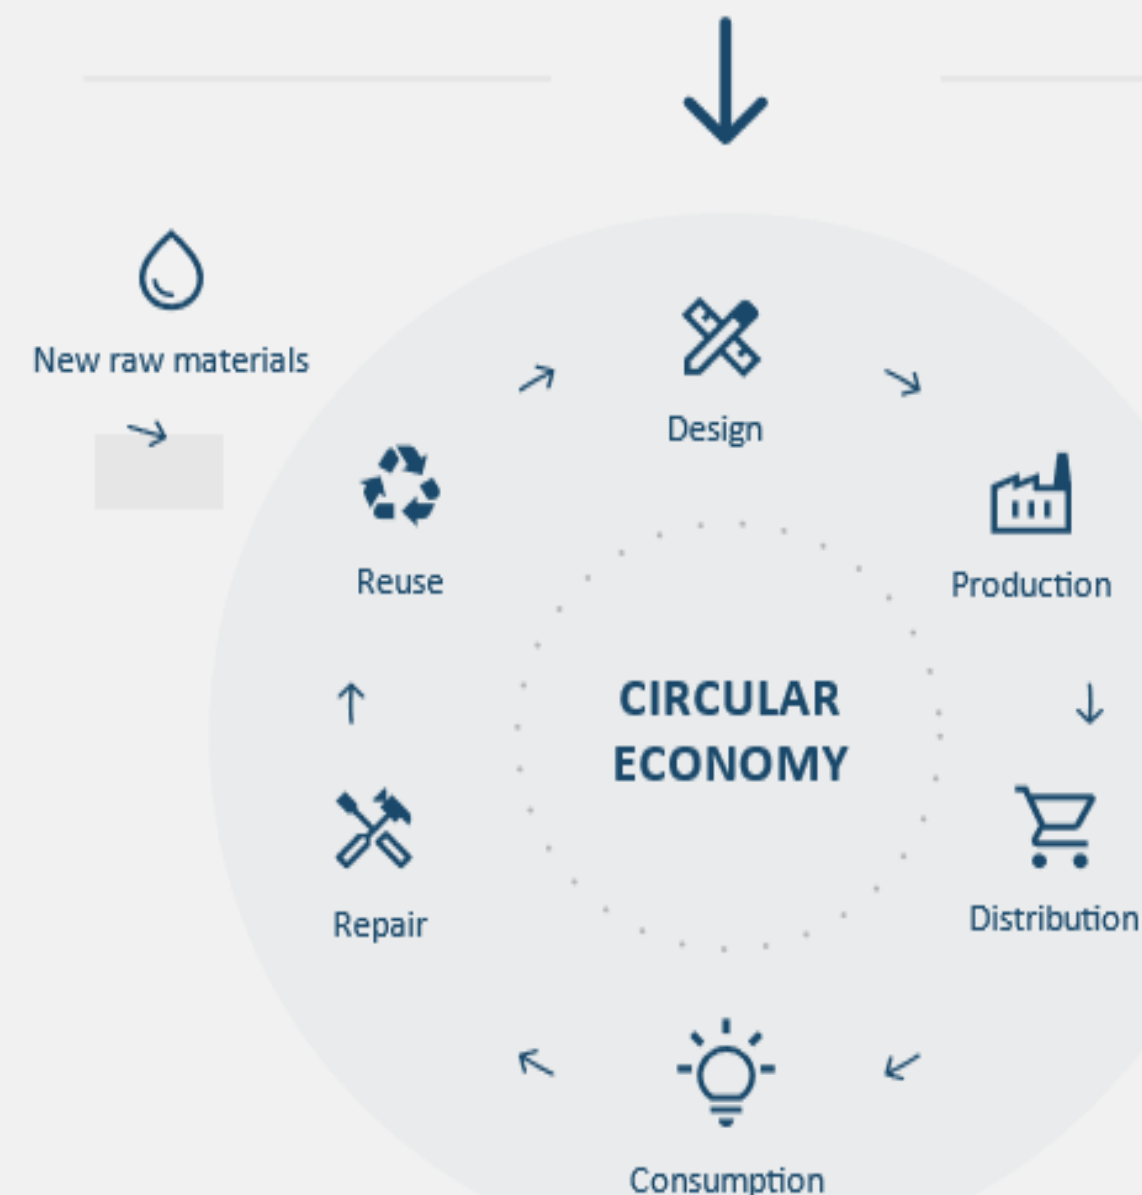 New raw materials
Design
Reuse
Production
CIRCULAR
ECONOMY
Repair
Distribution
Consumption